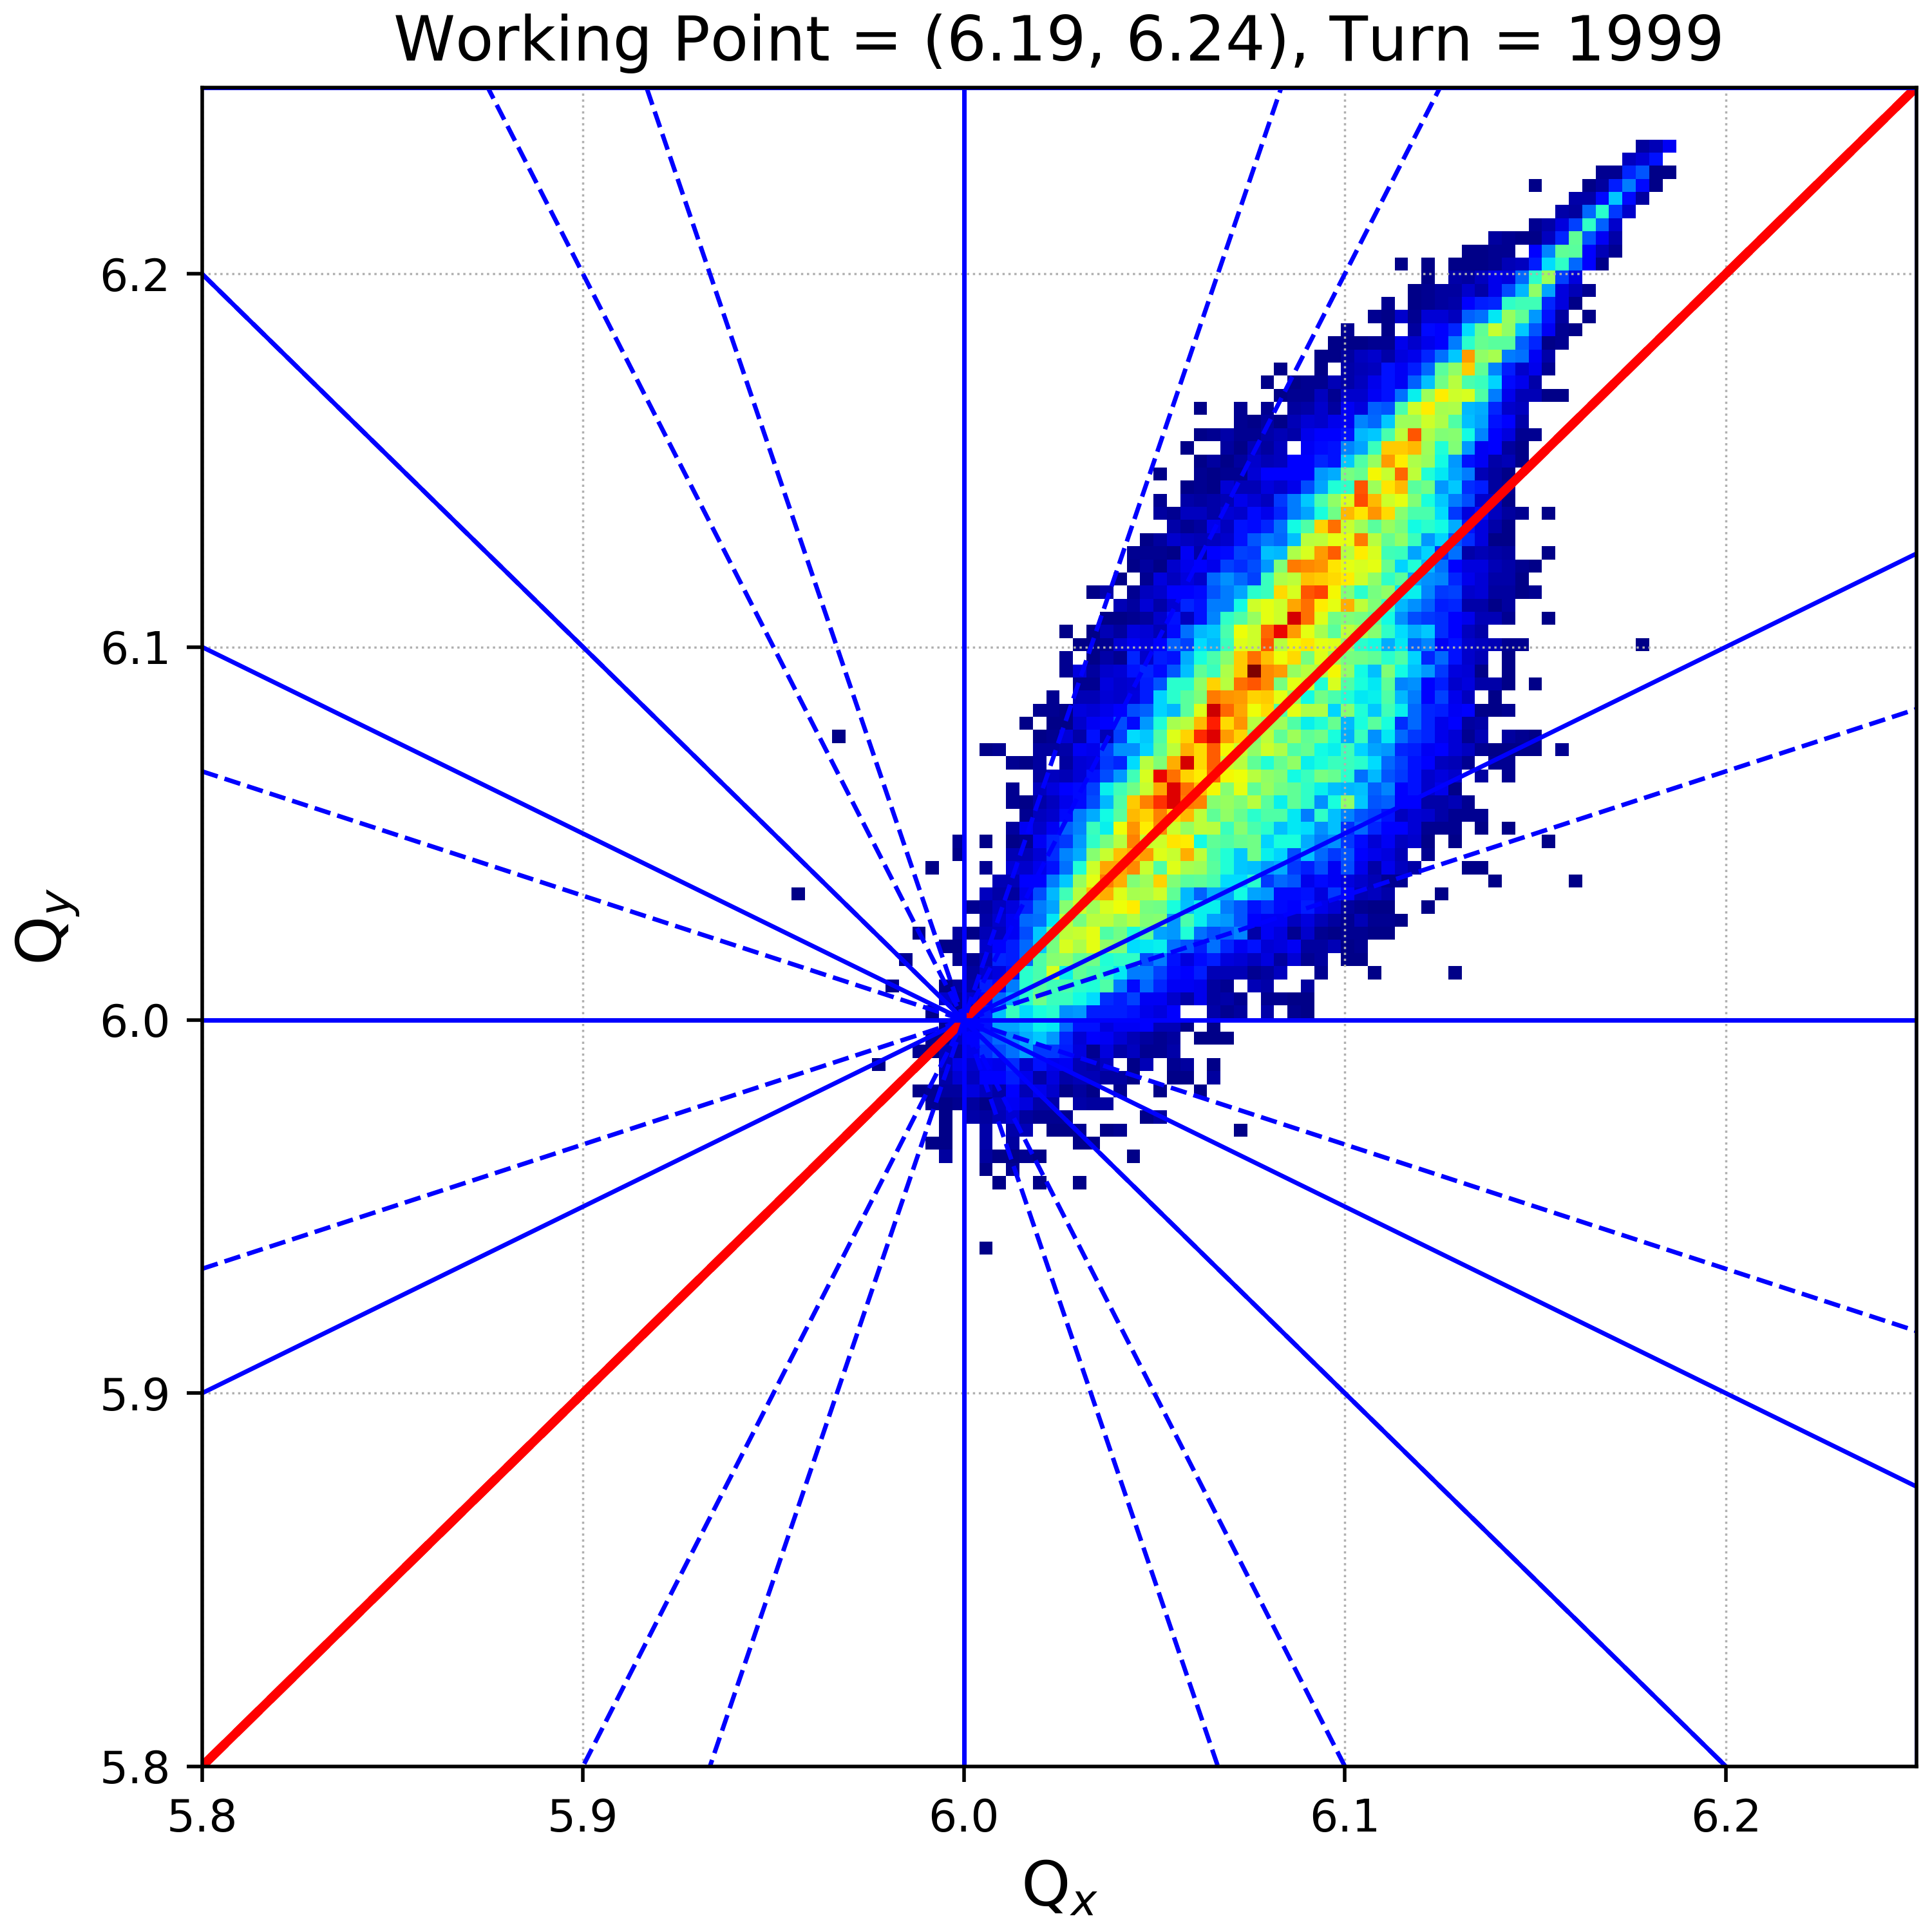 Working Point = (6.19, 6.24), Turn = 1999
6.2
6.1
6.0
5.9
5.8
Qy
5.8 5.9 6.0 6.1 6.2
Qx